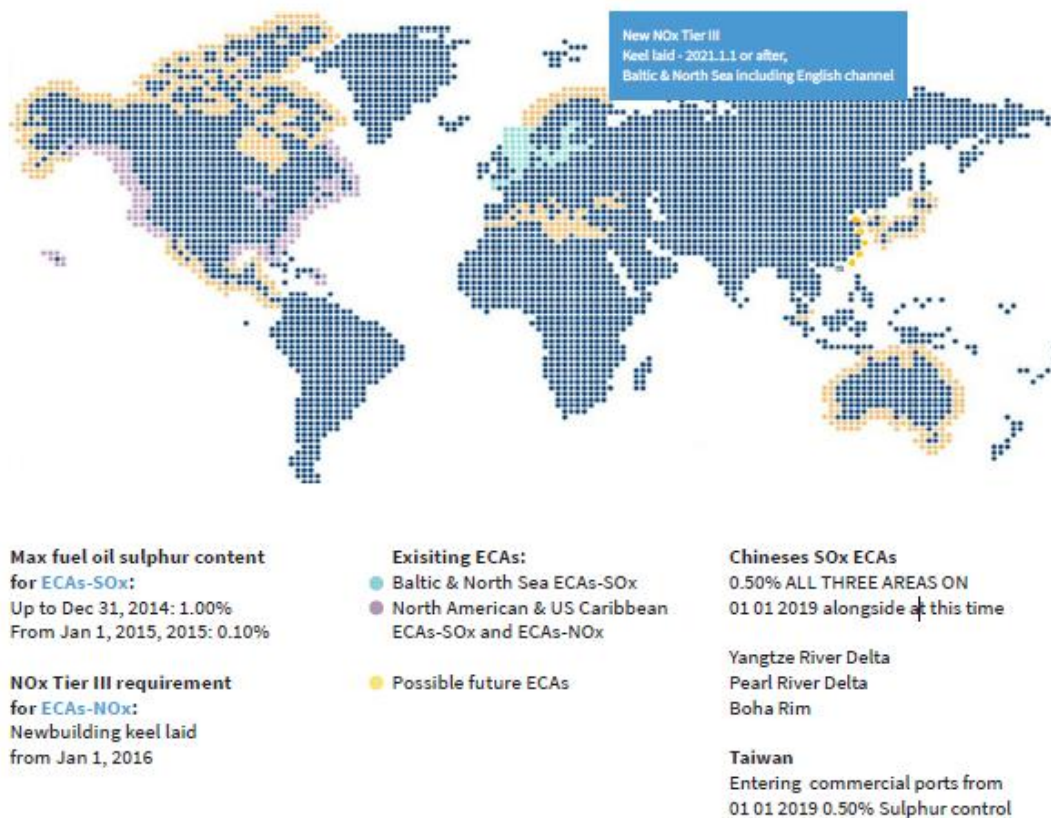 New NOx Tier III
Keel laid - 2021.1.1 or after,
Baltic & North Sea including English channel
Max fuel oil sulphur content
for ECAs-SOx:
Up to Dec 31, 2014: 1.00%
From Jan 1, 2015, 2015: 0.10%
NOx Tier III requirement
for ECAs-NOx:
Newbuilding keel laid
from Jan 1, 2016
Exisiting ECAs:
Baltic & North Sea ECAs-SOx
North American & US Caribbean
ECAs-SOx and ECAs-NOx
Possible future ECAs
Chineses SOx ECAs
0.50% ALL THREE AREAS ON
01 01 2019 alongside at this time
Yangtze River Delta
Pearl River Delta
Boha Rim
Taiwan
Entering commercial ports from
01 01 2019 0.50% Sulphur control